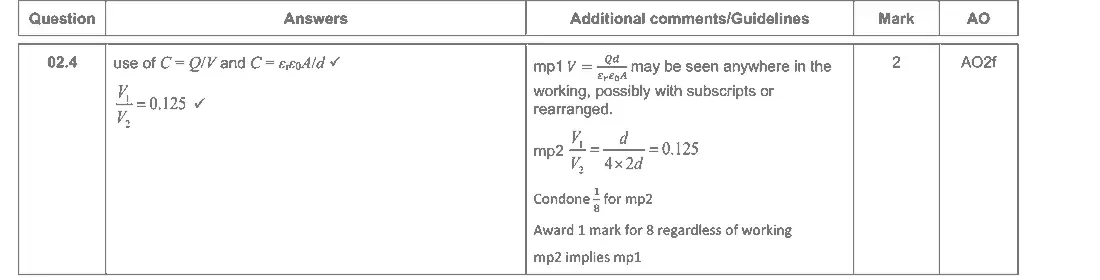 Question Answers Additional comments/Guidelines Mark AO
02.4 use of C = Q/V and C = εᵣε₀A/d ✓ mp1 V = Qd/εᵣε₀A may be seen anywhere in the 2 AO2f
V₁/V₂ = 0.125 ✓ working, possibly with subscripts or
rearranged.
mp2 V₁/V₂ = d/4×2d = 0.125
Condone 1/8 for mp2
Award 1 mark for 8 regardless of working
mp2 implies mp1